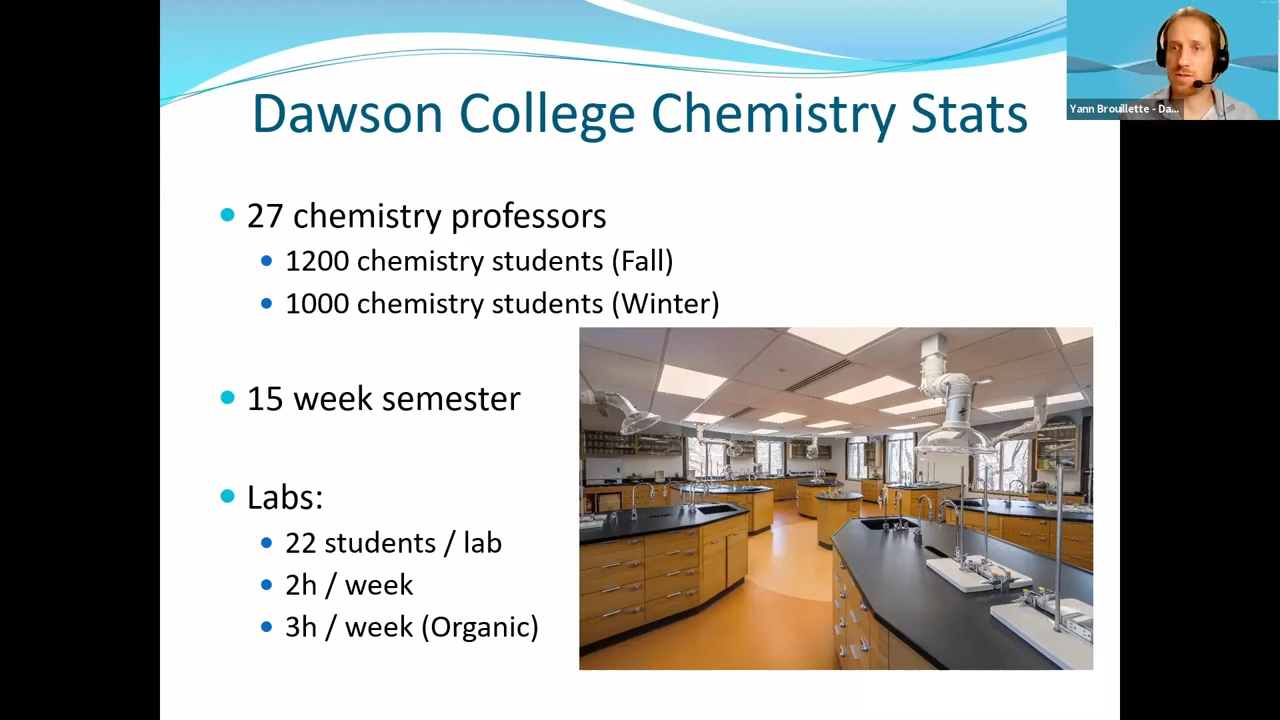 Dawson College Chemistry Stats
Yann Brouillette - Da...
27 chemistry professors
1200 chemistry students (Fall)
1000 chemistry students (Winter)
15 week semester
Labs:
22 students / lab
2h / week
3h / week (Organic)